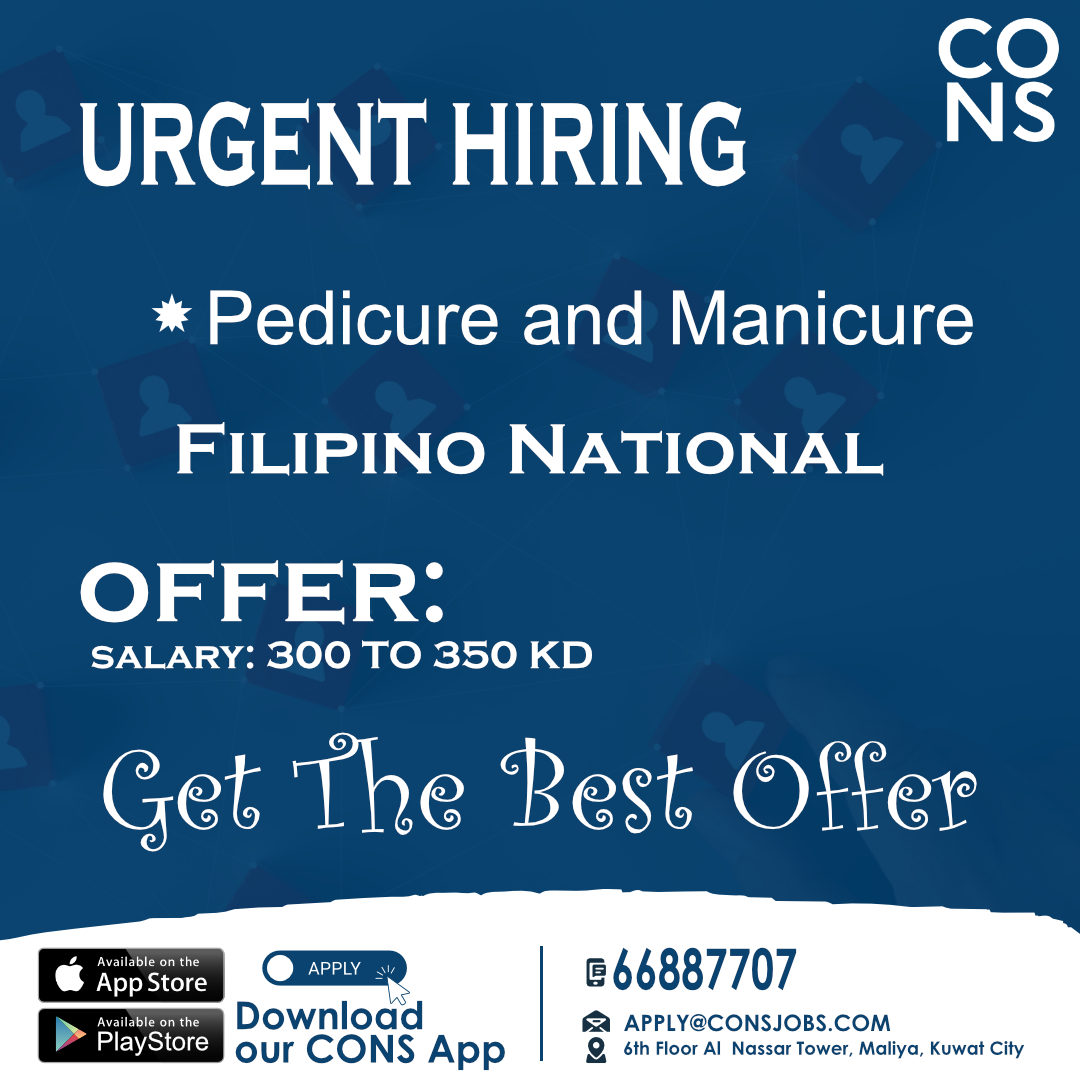 CO
NS
URGENT HIRING
Pedicure and Manicure
FILIPINO NATIONAL
OFFER:
SALARY: 300 TO 350 KD
Get The Best Offer
Available on the
App Store
Available on the
PlayStore
APPLY
Download
our CONS App
66887707
APPLY@CONSJOBS.COM
6th Floor Al Nassar Tower, Maliya, Kuwat City